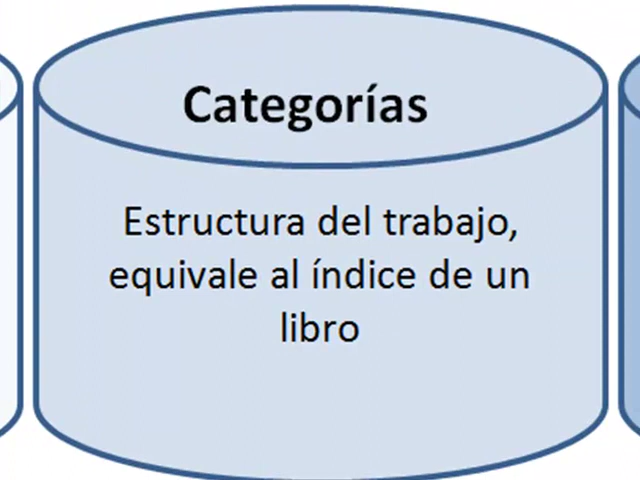 Categorías
Estructura del trabajo,
equivale al índice de un
libro